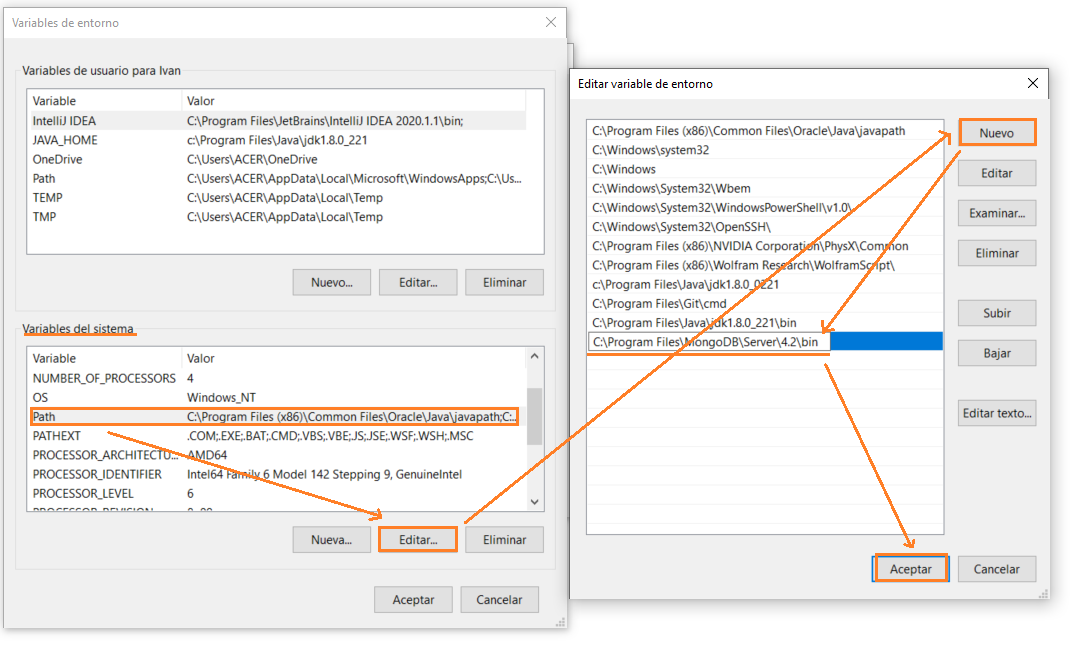 Variables de entorno
Variables de usuario para Ivan
Variable Valor
IntelliJ IDEA C:\Program Files\JetBrains\IntelliJ IDEA 2020.1.1\bin;
JAVA_HOME c:\Program Files\Java\jdk1.8.0_221
OneDrive C:\Users\ACER\OneDrive
Path C:\Users\ACER\AppData\Local\Microsoft\WindowsApps;C:\Us...
TEMP C:\Users\ACER\AppData\Local\Temp
TMP C:\Users\ACER\AppData\Local\Temp
Nuevo... Editar... Eliminar
Variables del sistema
Variable Valor
NUMBER_OF_PROCESSORS 4
OS Windows_NT
Path C:\Program Files (x86)\Common Files\Oracle\Java\javapath;C:...
PATHEXT .COM;.EXE;.BAT;.CMD;.VBS;.VBE;.JS;.JSE;.WSF;.WSH;.MSC
PROCESSOR_ARCHITECTU... AMD64
PROCESSOR_IDENTIFIER Intel64 Family 6 Model 142 Stepping 9, GenuineIntel
PROCESSOR_LEVEL 6
Nueva... Editar... Eliminar
Aceptar Cancelar
Editar variable de entorno
C:\Program Files (x86)\Common Files\Oracle\Java\javapath
C:\Windows\system32
C:\Windows
C:\Windows\System32\Wbem
C:\Windows\System32\WindowsPowerShell\v1.0\
C:\Windows\System32\OpenSSH\
C:\Program Files (x86)\NVIDIA Corporation\PhysX\Common
C:\Program Files (x86)\Wolfram Research\WolframScript\
c:\Program Files\Java\jdk1.8.0_0221
C:\Program Files\Git\cmd
C:\Program Files\Java\jdk1.8.0_221\bin
C:\Program Files\MongoDB\Server\4.2\bin
Nuevo
Editar
Examinar...
Eliminar
Subir
Bajar
Editar texto...
Aceptar Cancelar